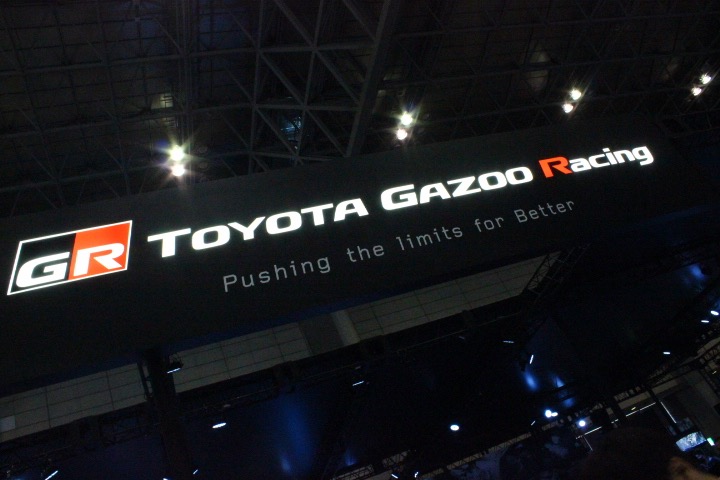 GR TOYOTA GAZOO Racing
Pushing the limits for Better